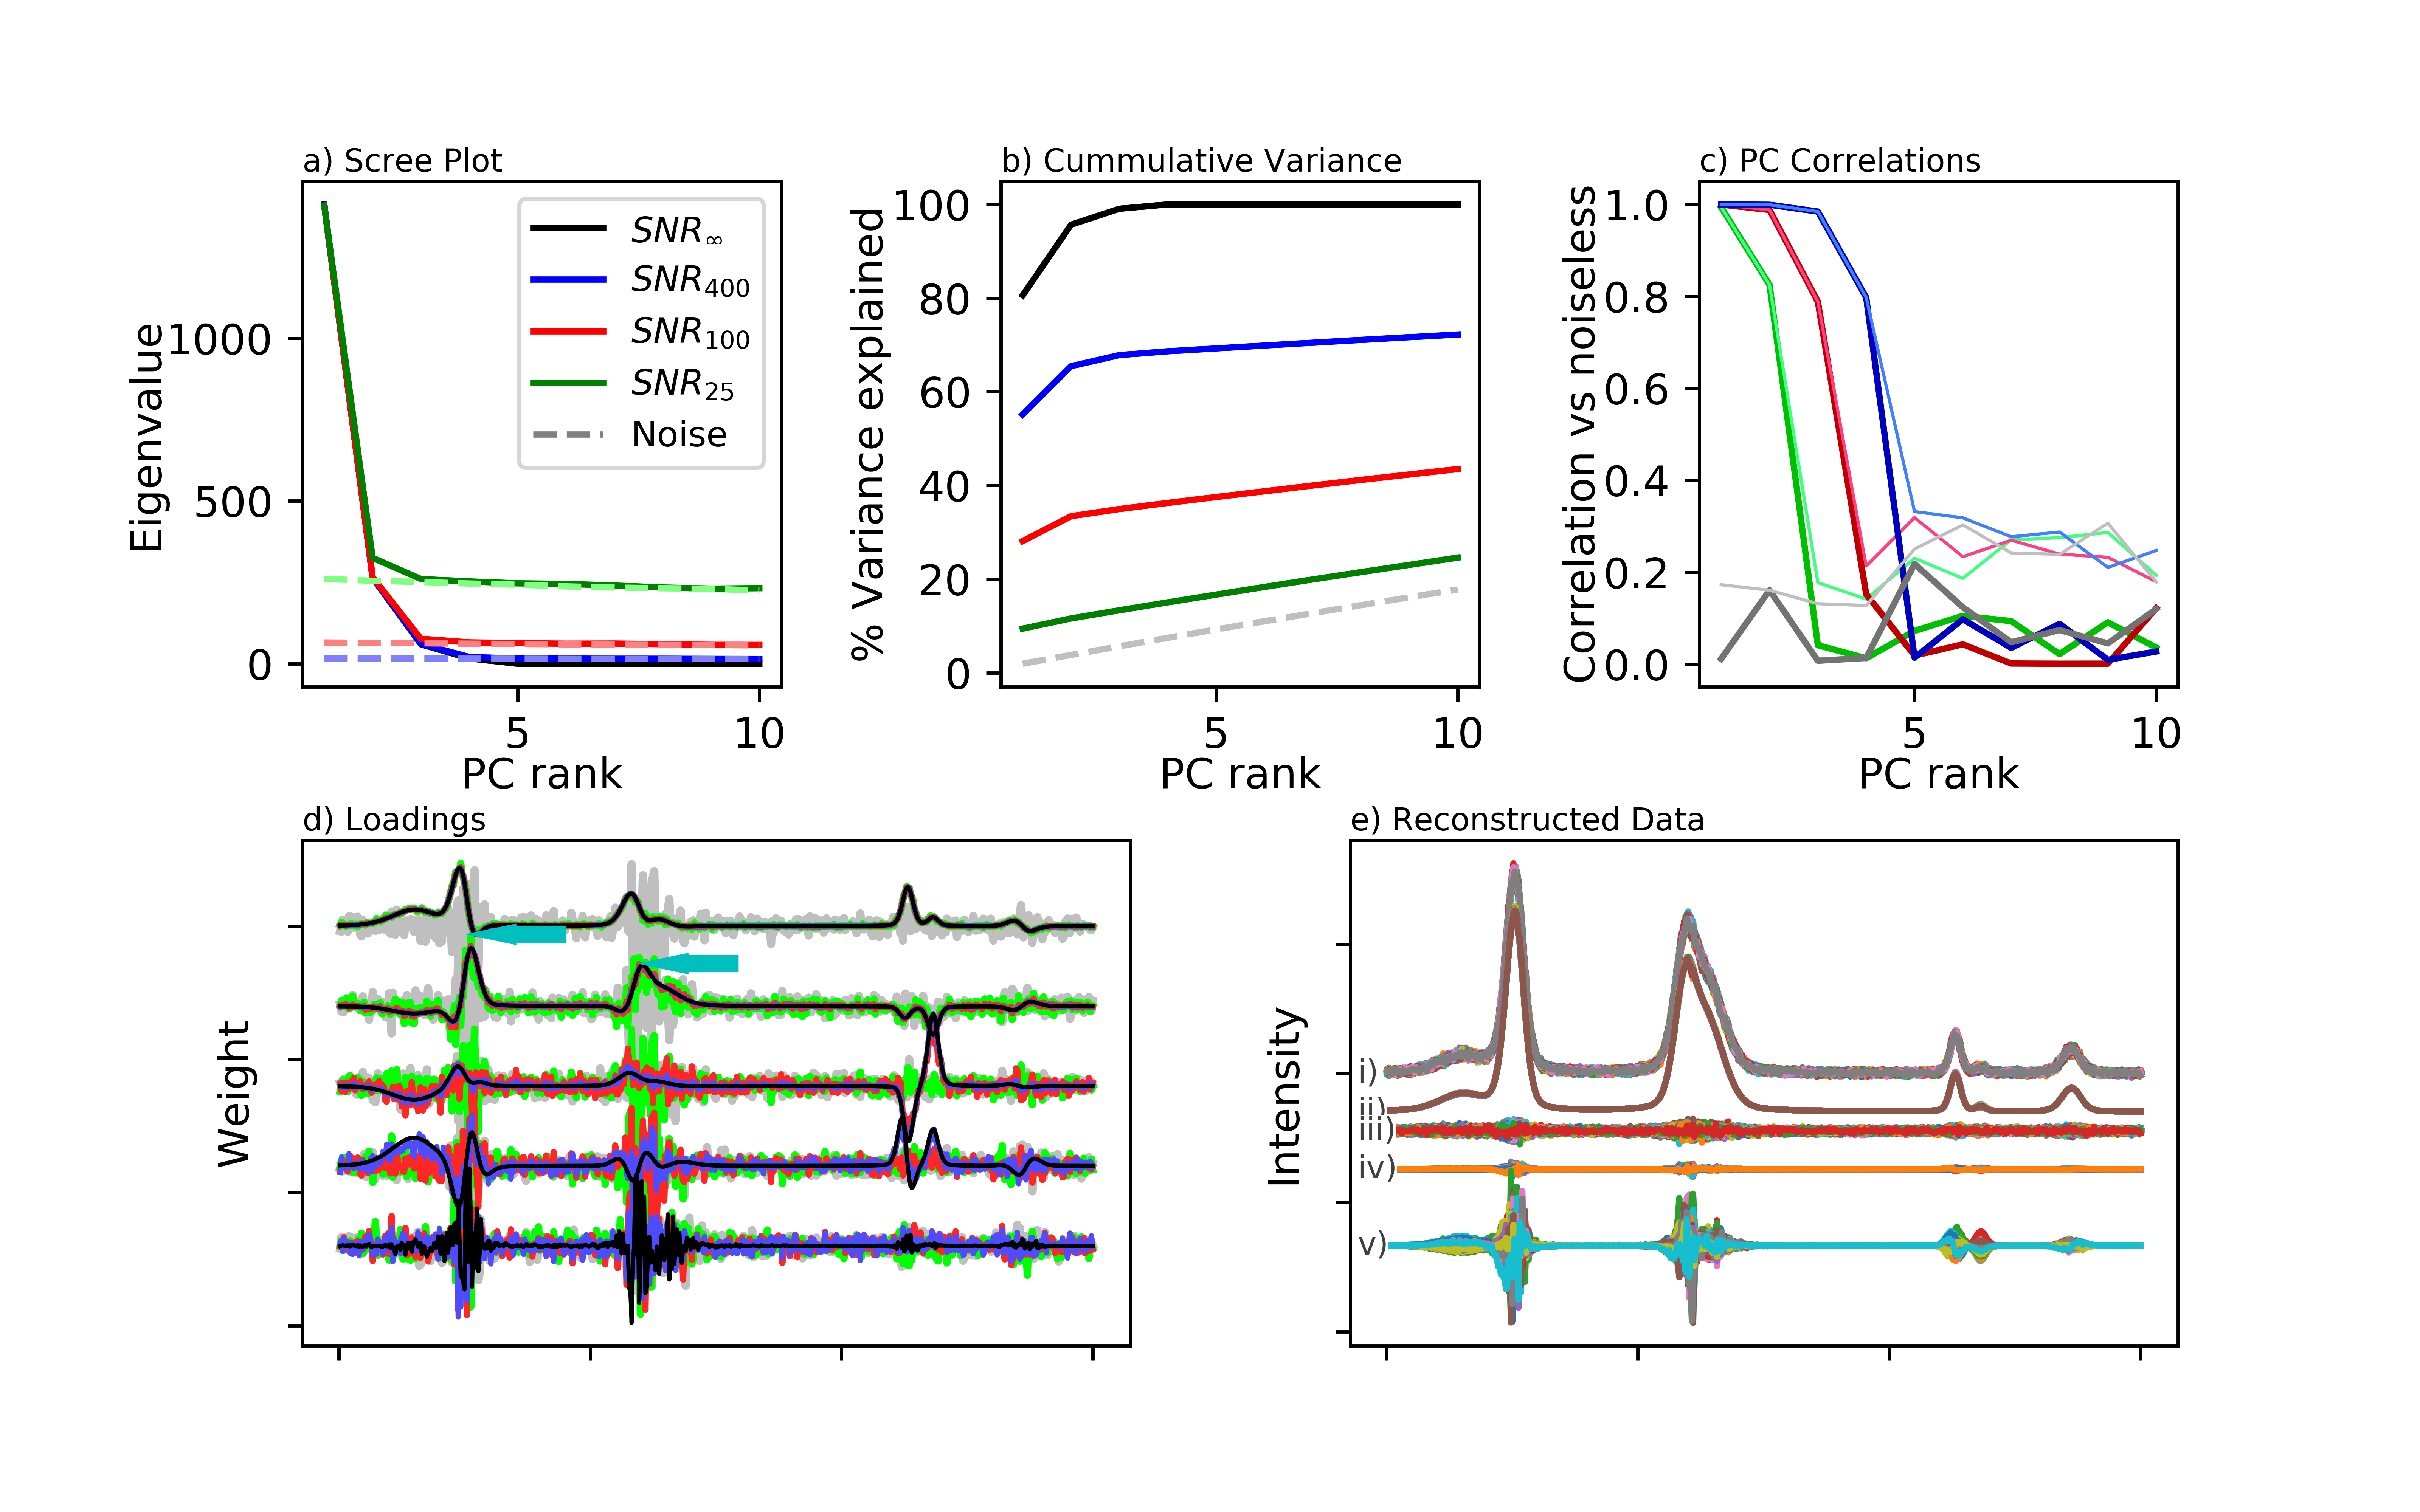 a) Scree Plot
Eigenvalue
1000
500
0
SNR∞
SNR400
SNR100
SNR25
Noise
5
10
PC rank
b) Cummulative Variance
% Variance explained
100
80
60
40
20
0
5
10
PC rank
c) PC Correlations
Correlation vs noiseless
1.0
0.8
0.6
0.4
0.2
0.0
5
10
PC rank
d) Loadings
Weight
e) Reconstructed Data
Intensity
i)
ii)
iii)
iv)
v)